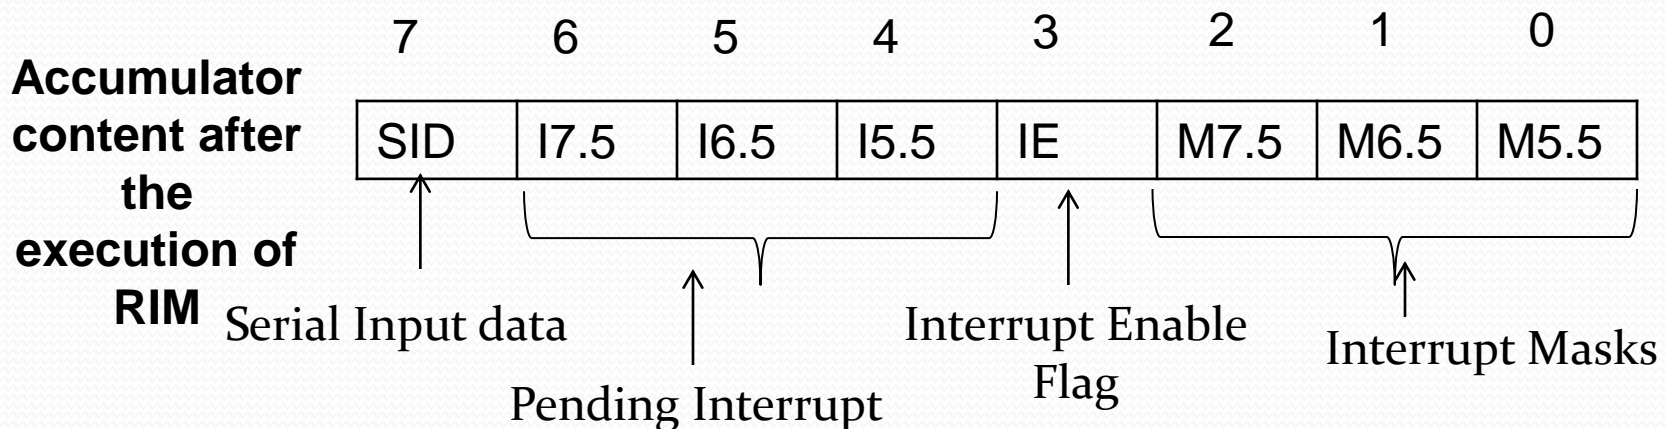 7 6 5 4 3 2 1 0
Accumulator
content after
the
execution of
RIM
SID I7.5 I6.5 I5.5 IE M7.5 M6.5 M5.5
Serial Input data
Pending Interrupt
Interrupt Enable
Flag
Interrupt Masks